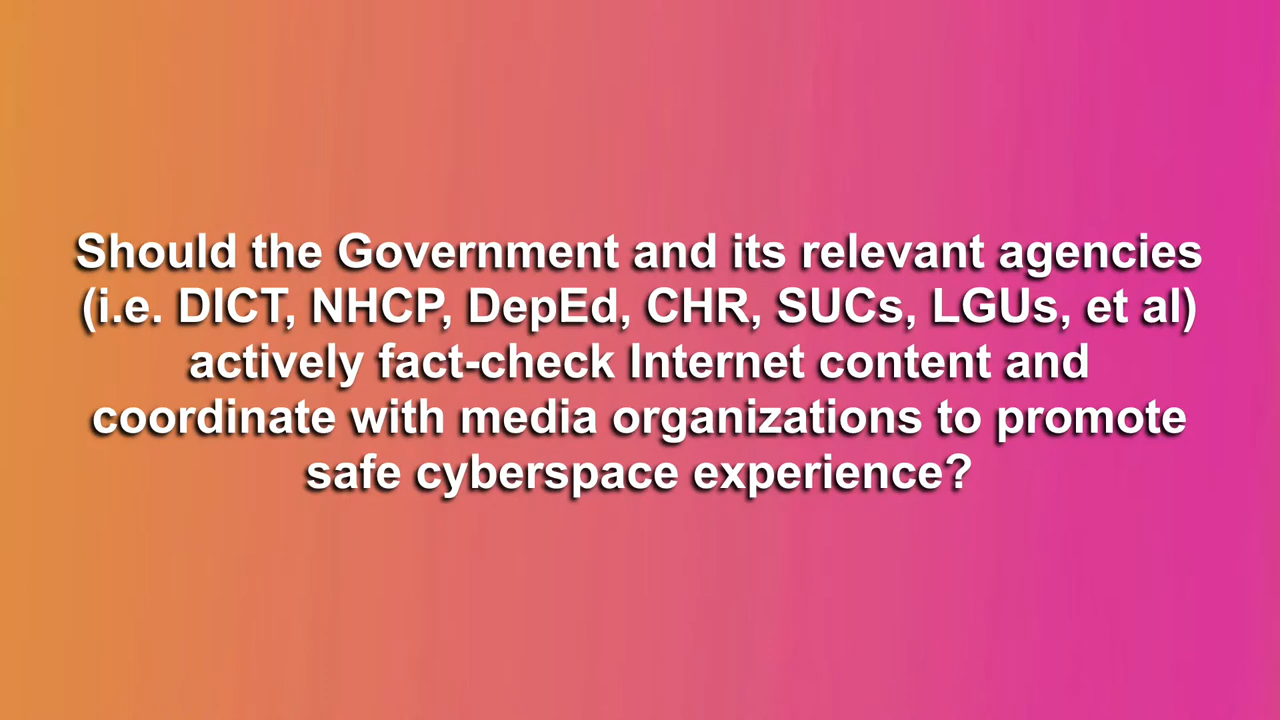 Should the Government and its relevant agencies
(i.e. DICT, NHCP, DepEd, CHR, SUCs, LGUs, et al)
actively fact-check Internet content and
coordinate with media organizations to promote
safe cyberspace experience?